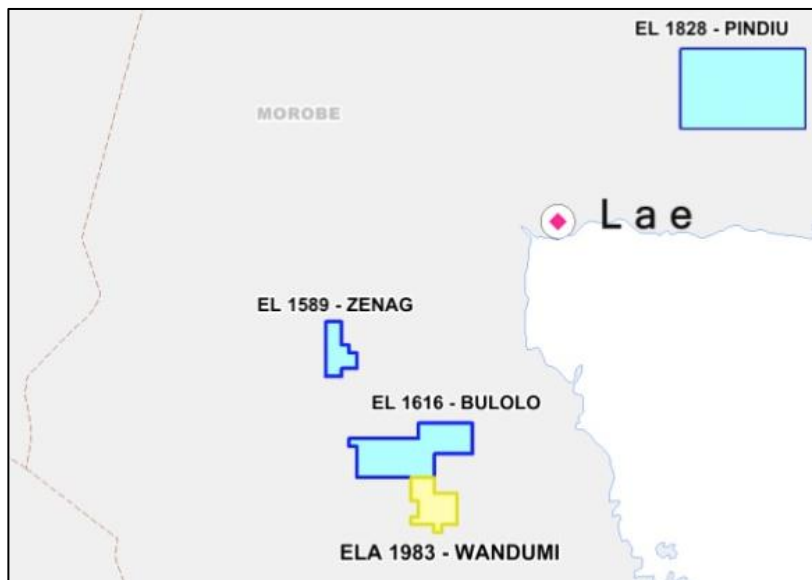 EL 1828 - PINDIU
MOROBE
Lae
EL 1589 - ZENAG
EL 1616 - BULOLO
ELA 1983 - WANDUMI